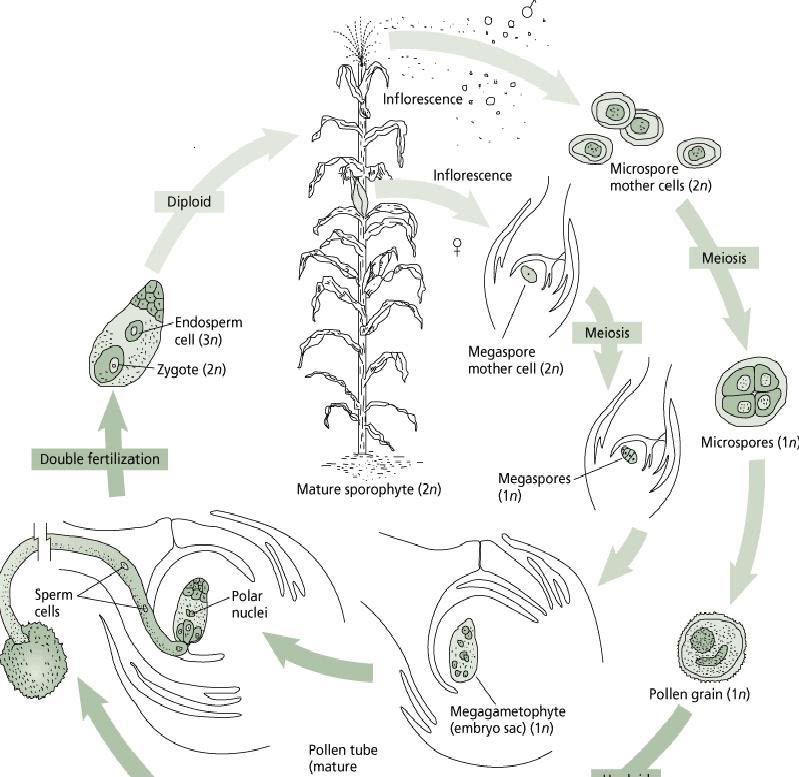 ♂
Inflorescence
Inflorescence
Microspore
mother cells (2n)
Diploid
♀
Meiosis
Endosperm
cell (3n)
Meiosis
Zygote (2n)
Megaspore
mother cell (2n)
Microspores (1n)
Double fertilization
Megaspores
(1n)
Mature sporophyte (2n)
Sperm
cells
Polar
nuclei
Pollen grain (1n)
Megagametophyte
(embryo sac) (1n)
Pollen tube
(mature